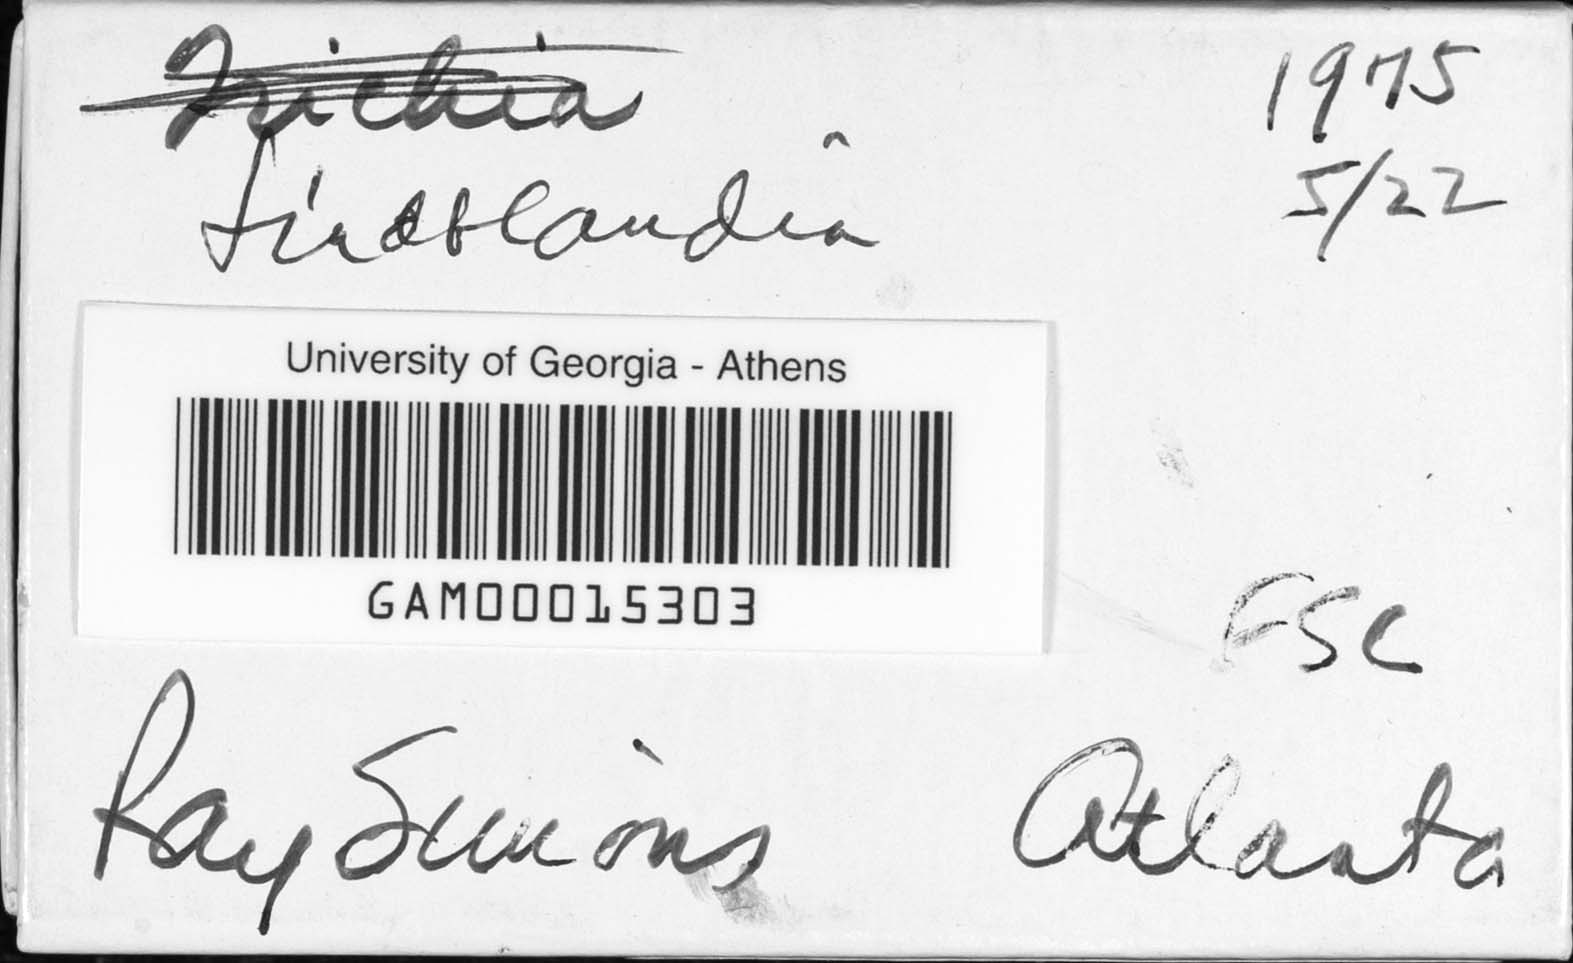 Trichia
Lindbladia
1975
5/22
University of Georgia - Athens
GAM00015303
FSC
Ray Simons
Atlanta